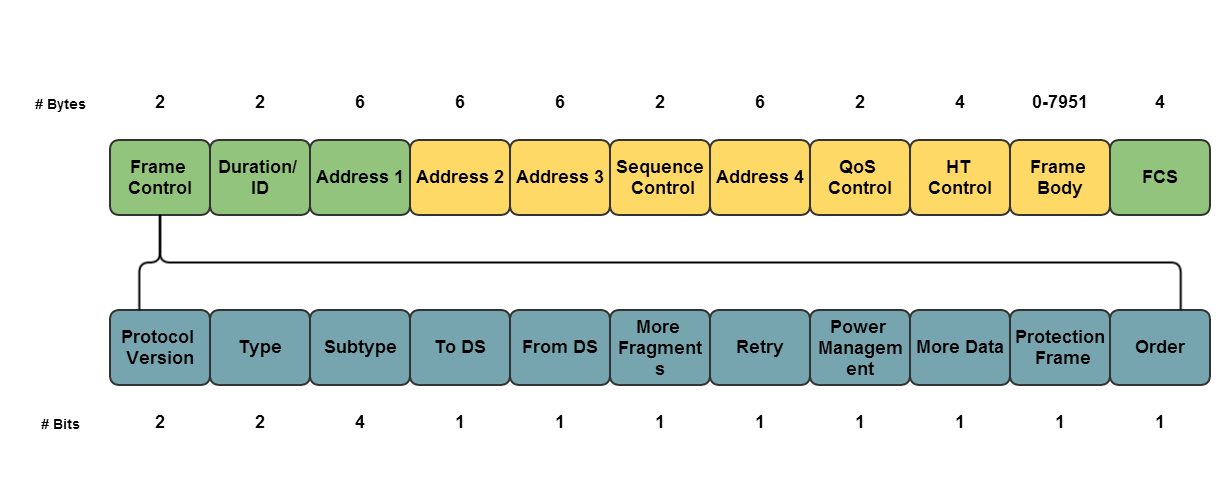 # Bytes 2 2 6 6 6 2 6 2 4 0-7951 4
Frame
Control
Duration/
ID
Address 1
Address 2
Address 3
Sequence
Control
Address 4
QoS
Control
HT
Control
Frame
Body
FCS
Protocol
Version
Type
Subtype
To DS
From DS
More
Fragment
s
Retry
Power
Managem
ent
More Data
Protection
Frame
Order
# Bits 2 2 4 1 1 1 1 1 1 1 1